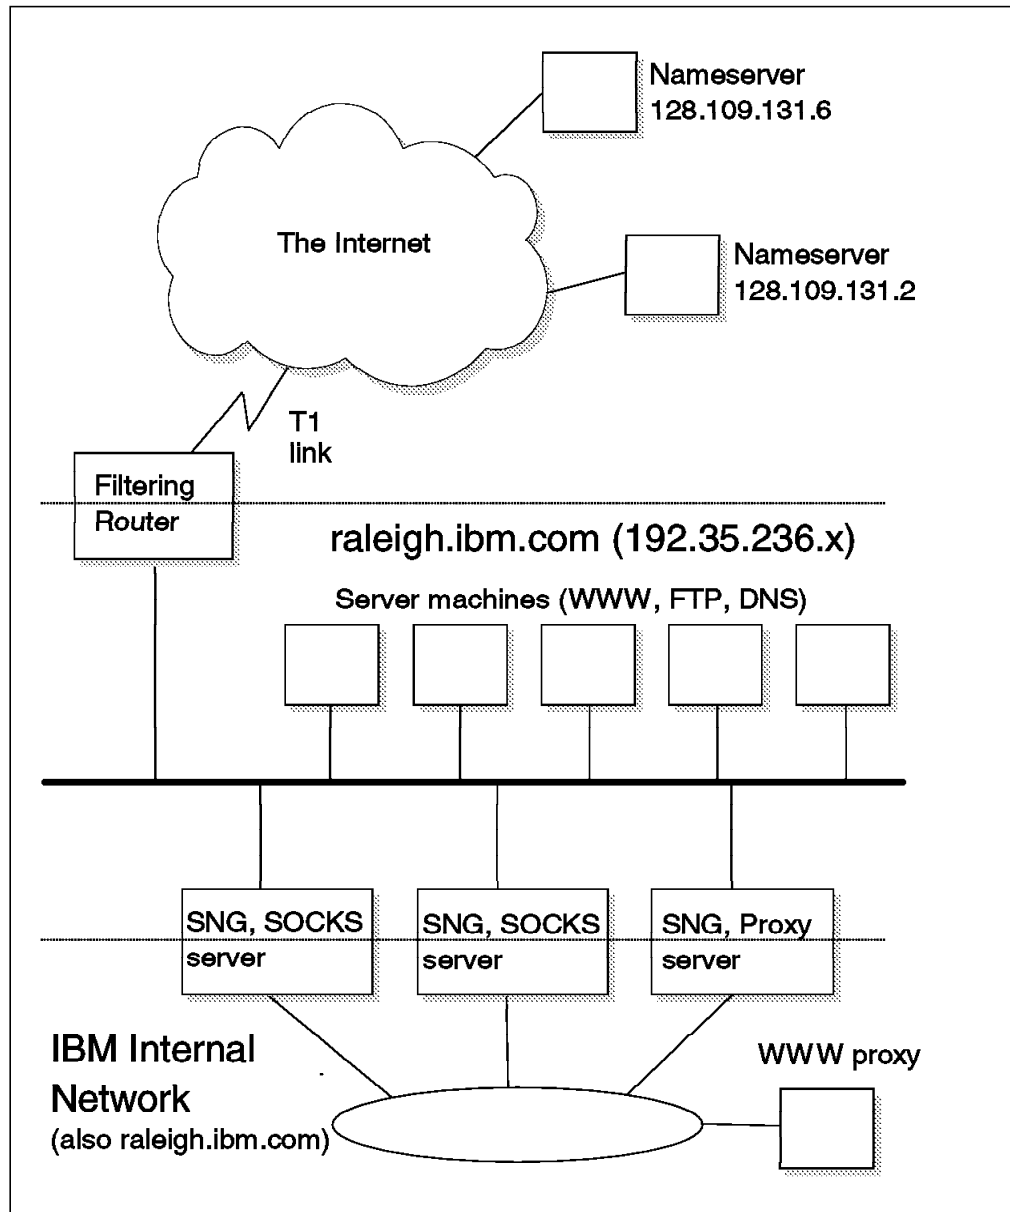 Nameserver
128.109.131.6
The Internet
Nameserver
128.109.131.2
T1
link
Filtering
Router
raleigh.ibm.com (192.35.236.x)
Server machines (WWW, FTP, DNS)
SNG, SOCKS
server
SNG, SOCKS
server
SNG, Proxy
server
IBM Internal
Network
(also raleigh.ibm.com)
WWW proxy